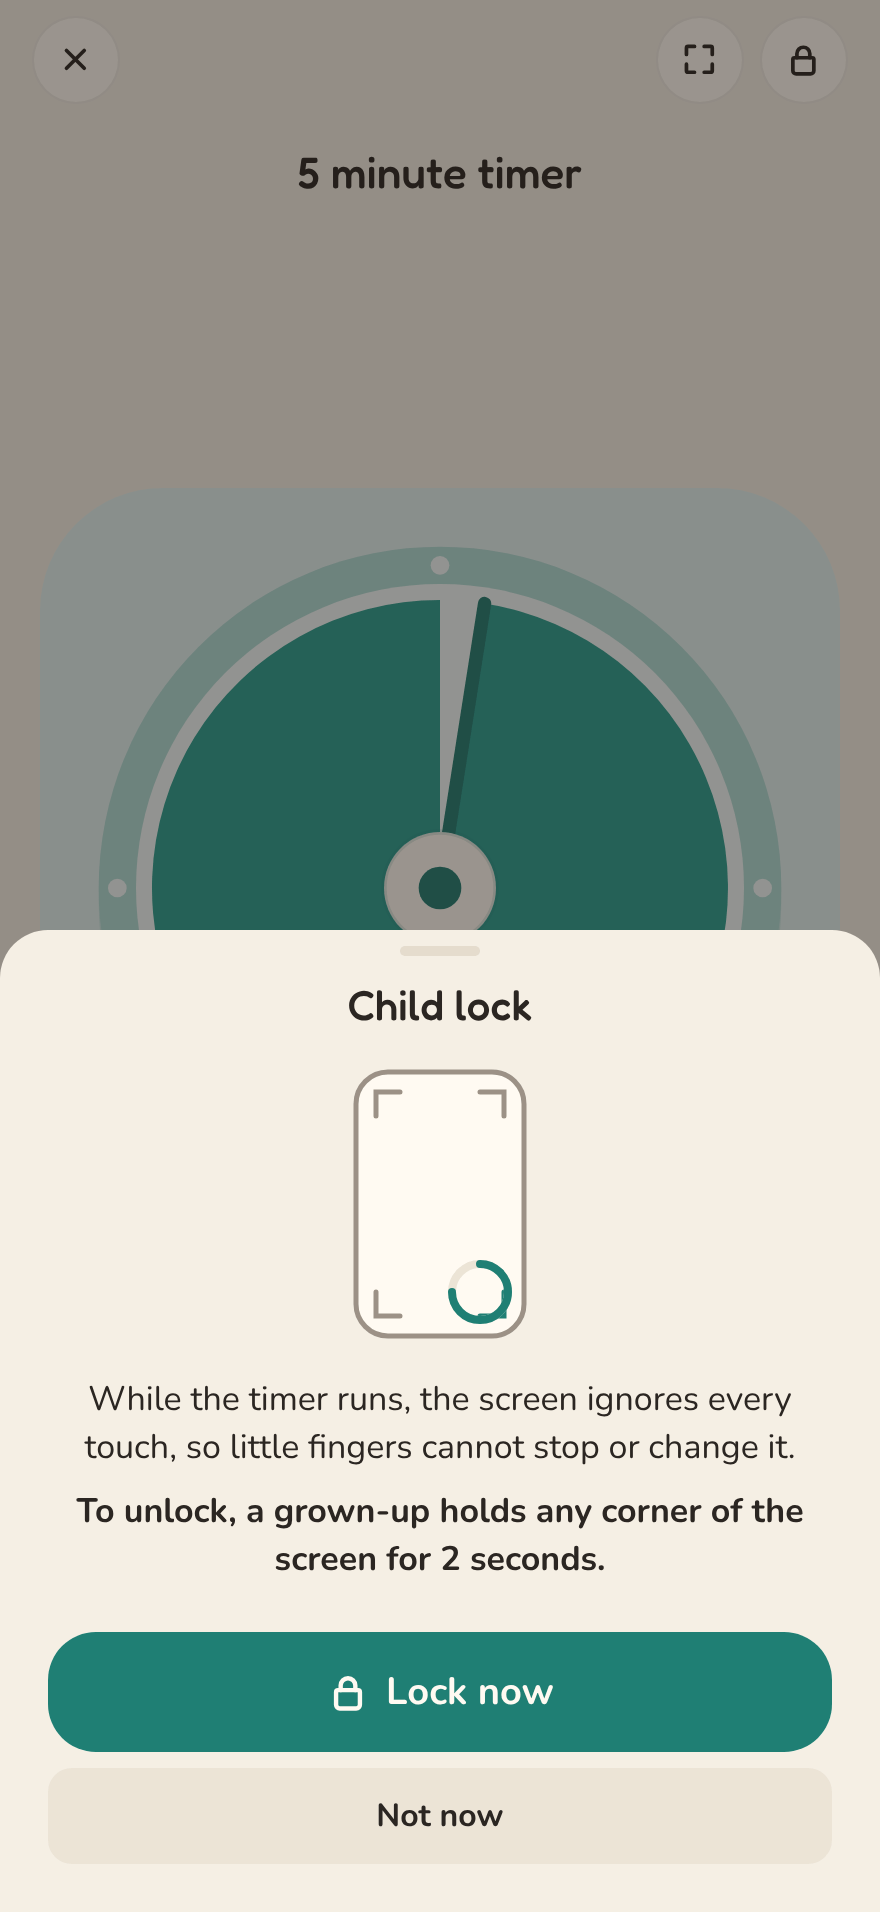 5 minute timer
Child lock
While the timer runs, the screen ignores every
touch, so little fingers cannot stop or change it.
To unlock, a grown-up holds any corner of the
screen for 2 seconds.
Lock now
Not now